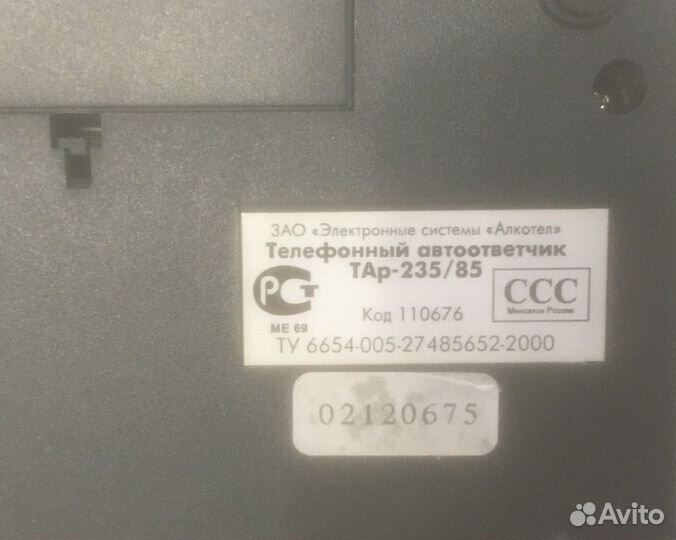 ЗАО «Электронные системы «Алкотел»
Телефонный автоответчик
ТАр-235/85
РСТ
ССС
Минсвязи России
Код 110676
МЕ 69
ТУ 6654-005-27485652-2000
02120675
Avito